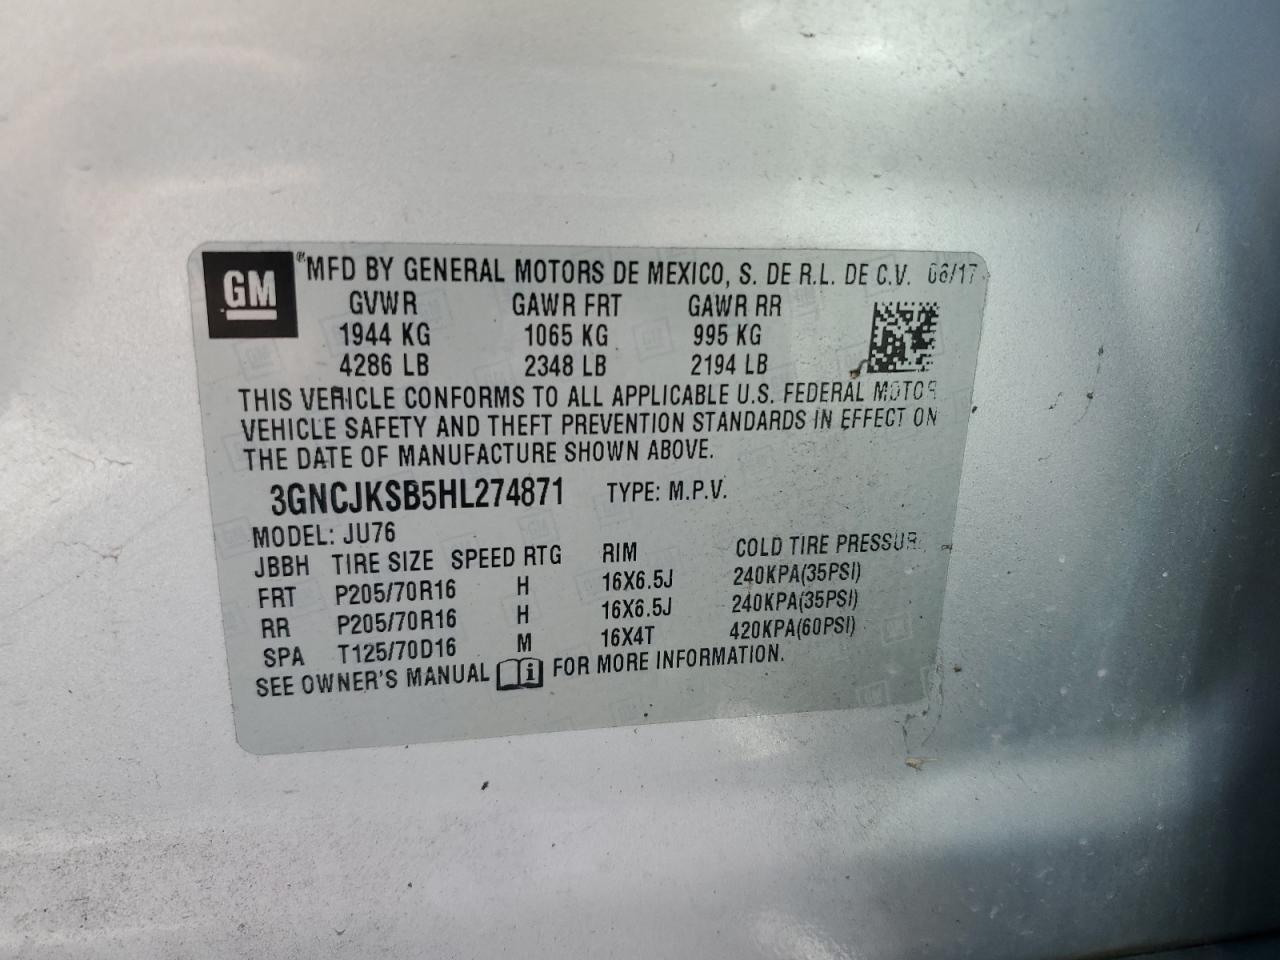 GM
®MFD BY GENERAL MOTORS DE MEXICO, S. DE R.L. DE C.V. 06/17
GVWR GAWR FRT GAWR RR
1944 KG 1065 KG 995 KG
4286 LB 2348 LB 2194 LB
THIS VEHICLE CONFORMS TO ALL APPLICABLE U.S. FEDERAL MOTOR
VEHICLE SAFETY AND THEFT PREVENTION STANDARDS IN EFFECT ON
THE DATE OF MANUFACTURE SHOWN ABOVE.
3GNCJKSB5HL274871 TYPE: M.P.V.
MODEL: JU76
JBBH TIRE SIZE SPEED RTG RIM COLD TIRE PRESSUR
FRT P205/70R16 H 16X6.5J 240KPA(35PSI)
RR P205/70R16 H 16X6.5J 240KPA(35PSI)
SPA T125/70D16 M 16X4T 420KPA(60PSI)
SEE OWNER'S MANUAL i FOR MORE INFORMATION.